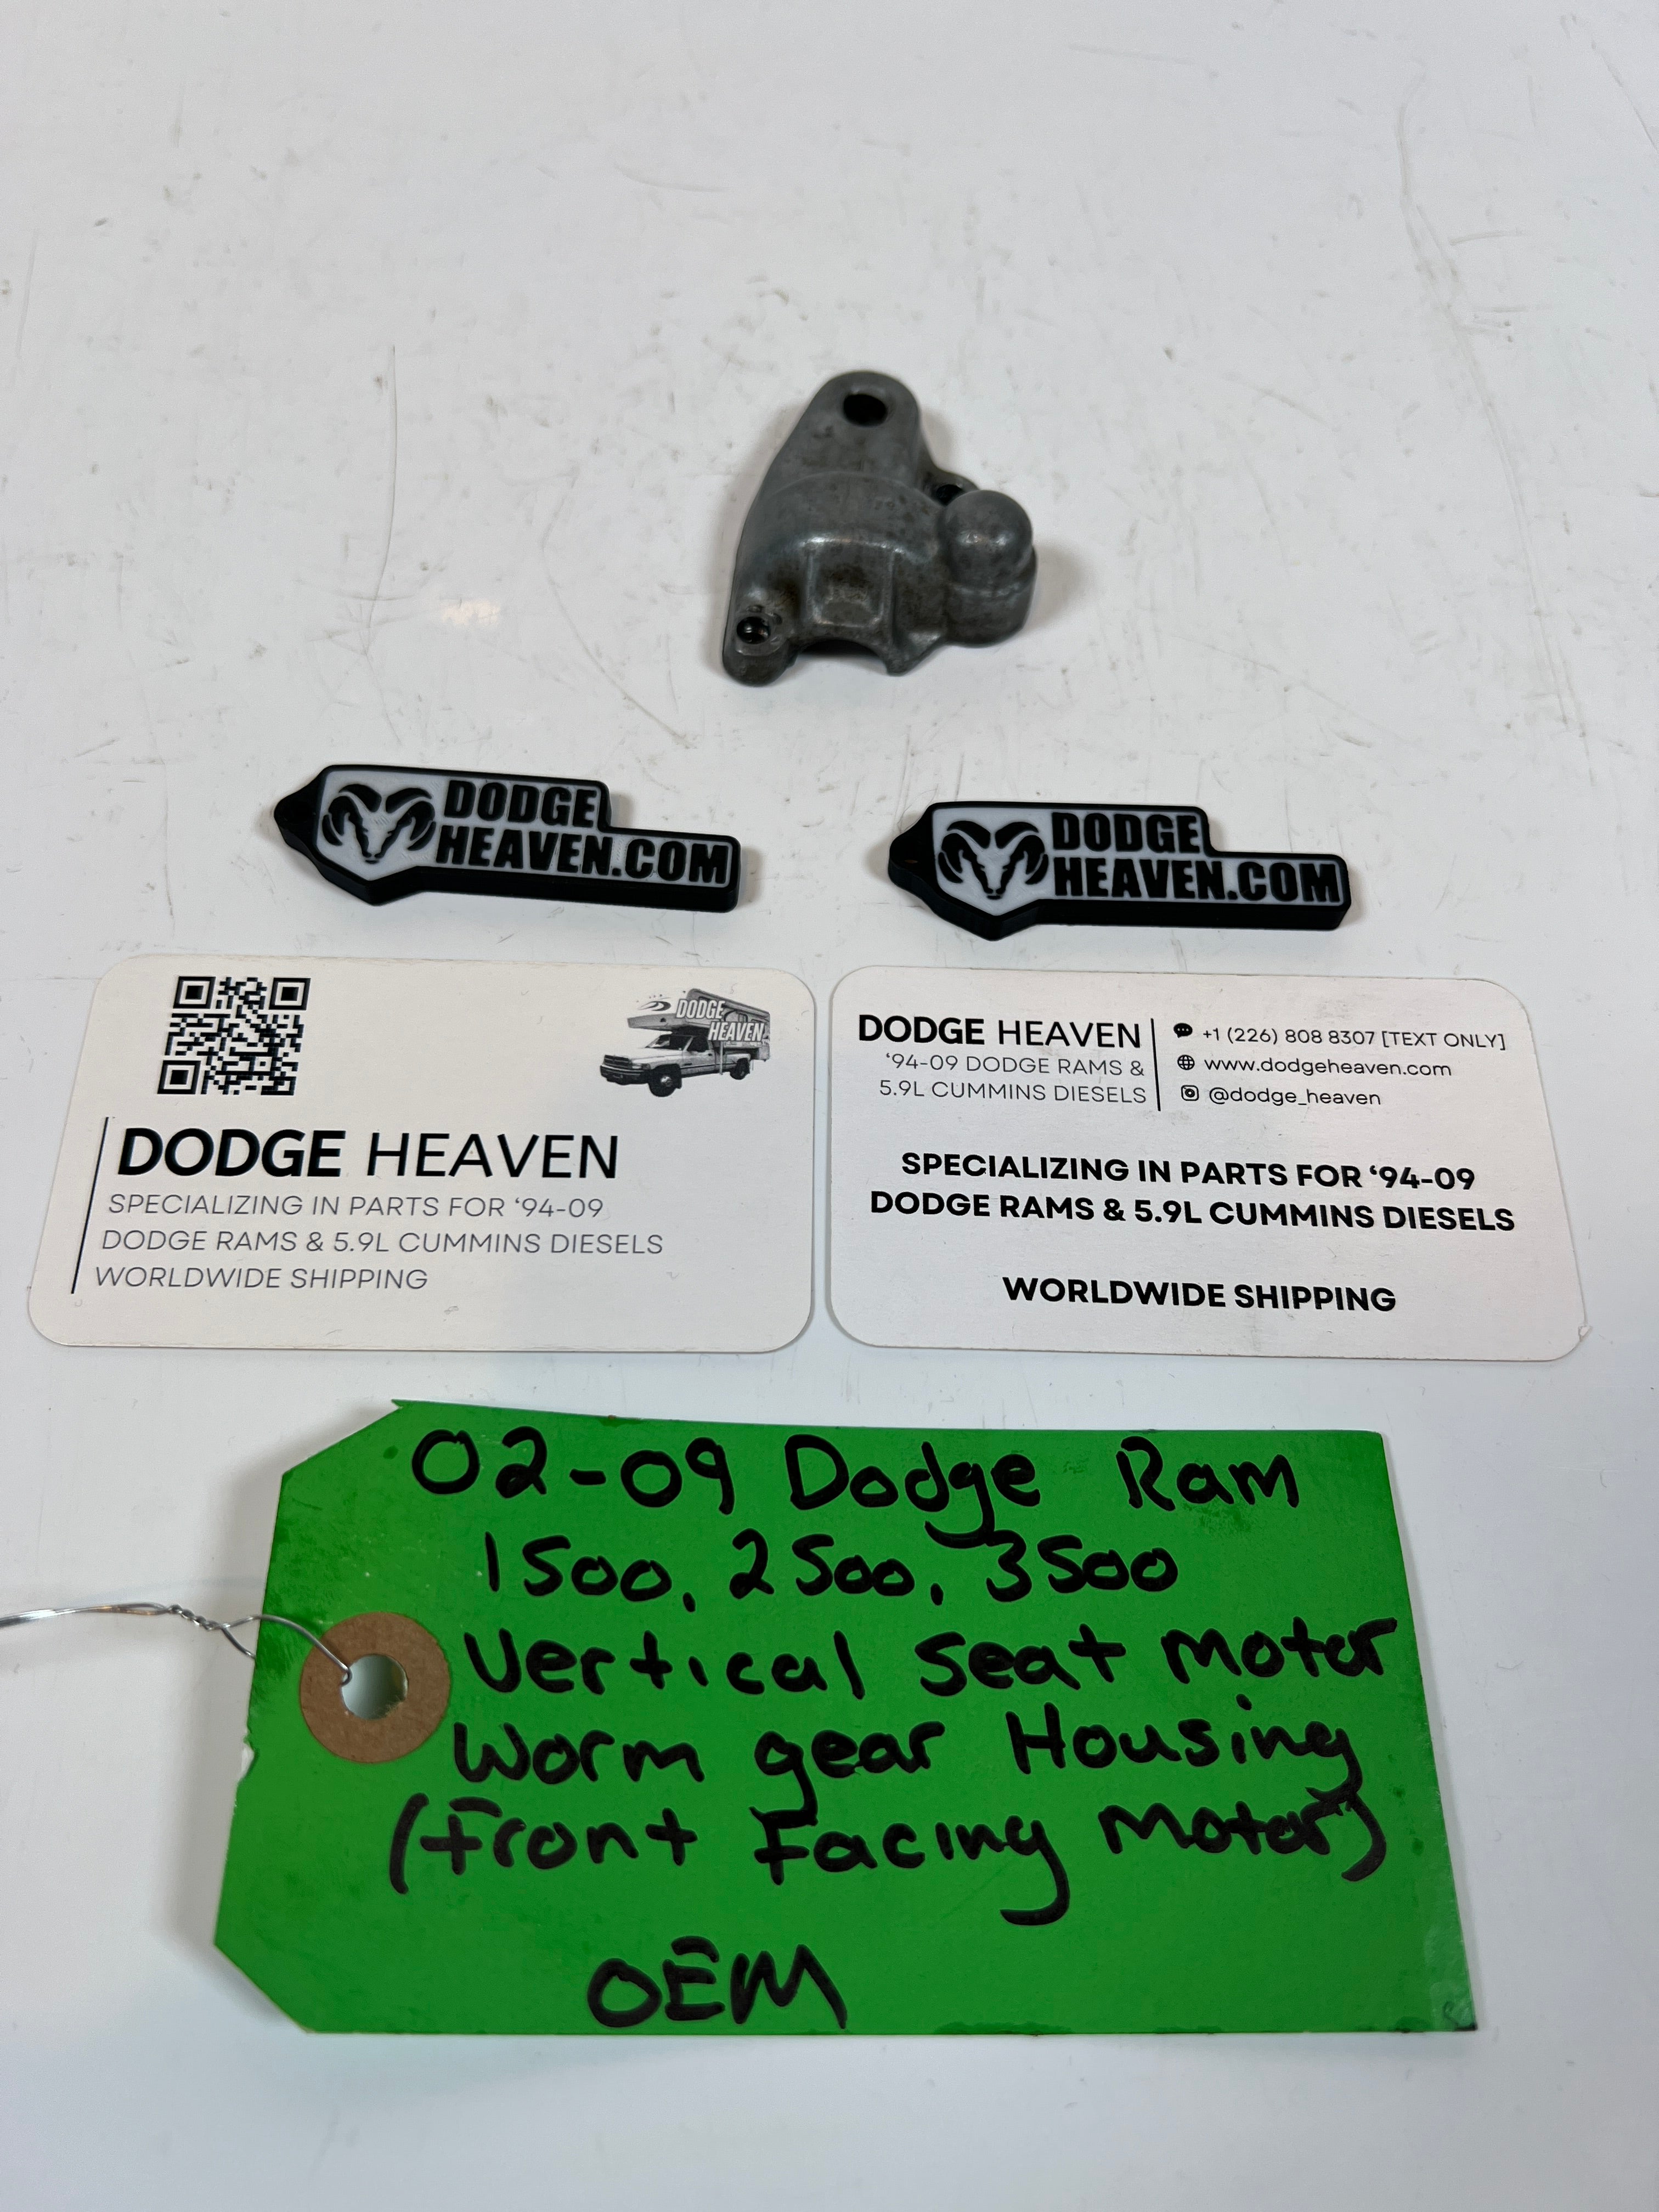 DODGE
HEAVEN.COM
DODGE
HEAVEN.COM
DODGE
HEAVEN
DODGE HEAVEN
SPECIALIZING IN PARTS FOR ‘94-09
DODGE RAMS & 5.9L CUMMINS DIESELS
WORLDWIDE SHIPPING
DODGE HEAVEN
‘94-09 DODGE RAMS &
5.9L CUMMINS DIESELS
+1 (226) 808 8307 [TEXT ONLY]
www.dodgeheaven.com
@dodge_heaven
SPECIALIZING IN PARTS FOR ‘94-09
DODGE RAMS & 5.9L CUMMINS DIESELS
WORLDWIDE SHIPPING
02-09 Dodge Ram
1500, 2500, 3500
Vertical seat motor
Worm gear Housing
(Front Facing motor)
OEM